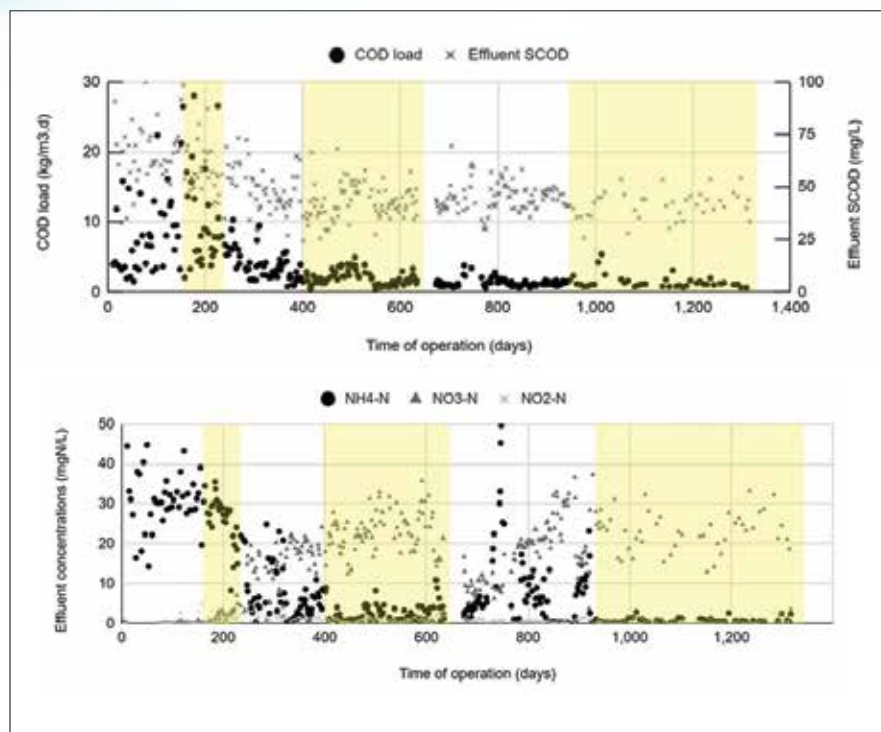 ● COD load × Effluent SCOD
30
20
10
0
COD load (kg/m3.d)
100
75
50
25
0
Effluent SCOD (mg/L)
0 200 400 600 800 1,000 1,200 1,400
Time of operation (days)
● NH4-N ▲ NO3-N × NO2-N
50
40
30
20
10
0
Effluent concentrations (mgN/L)
0 200 400 600 800 1,000 1,200
Time of operation (days)